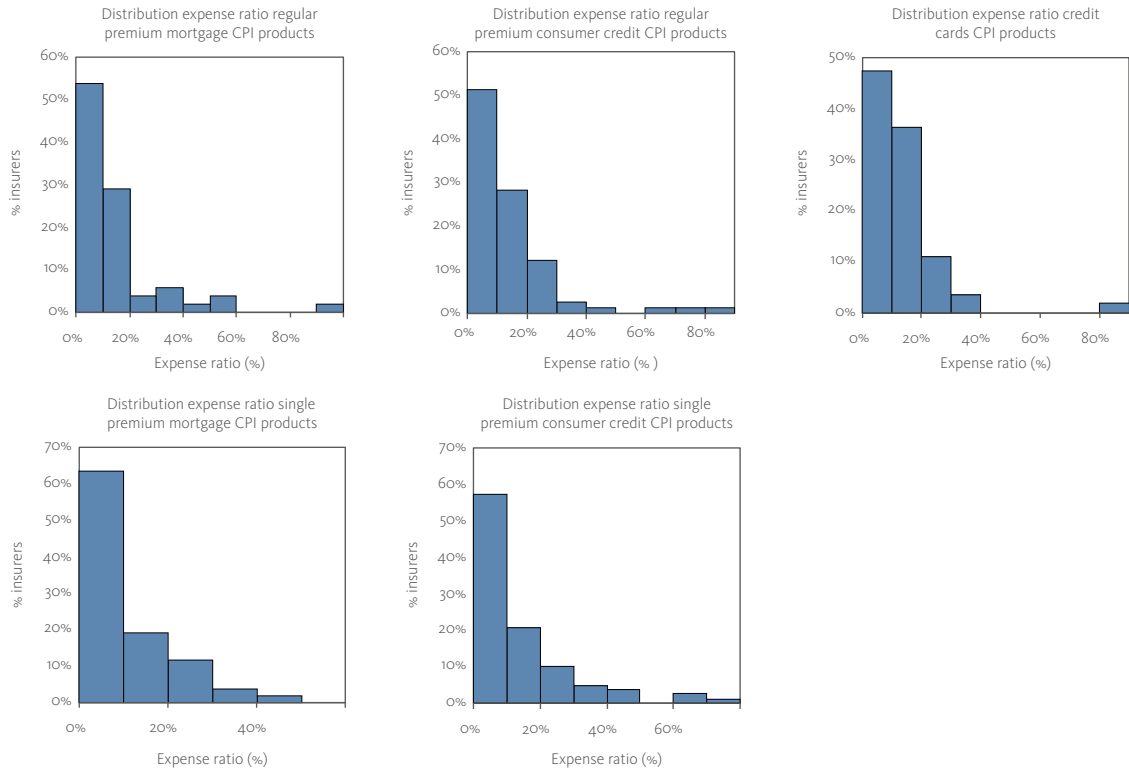 Distribution expense ratio regular
premium mortgage CPI products
60%
50%
40%
30%
20%
10%
0%
% insurers
0% 20% 40% 60% 80%
Expense ratio (%)
Distribution expense ratio regular
premium consumer credit CPI products
60%
50%
40%
30%
20%
10%
0%
% insurers
0% 20% 40% 60% 80%
Expense ratio (% )
Distribution expense ratio credit
cards CPI products
50%
40%
30%
20%
10%
0%
% insurers
0% 20% 40% 60% 80%
Expense ratio (%)
Distribution expense ratio single
premium mortgage CPI products
70%
60%
50%
40%
30%
20%
10%
0%
% insurers
0% 20% 40%
Expense ratio (%)
Distribution expense ratio single
premium consumer credit CPI products
70%
60%
50%
40%
30%
20%
10%
0%
% insurers
0% 20% 40% 60%
Expense ratio (%)